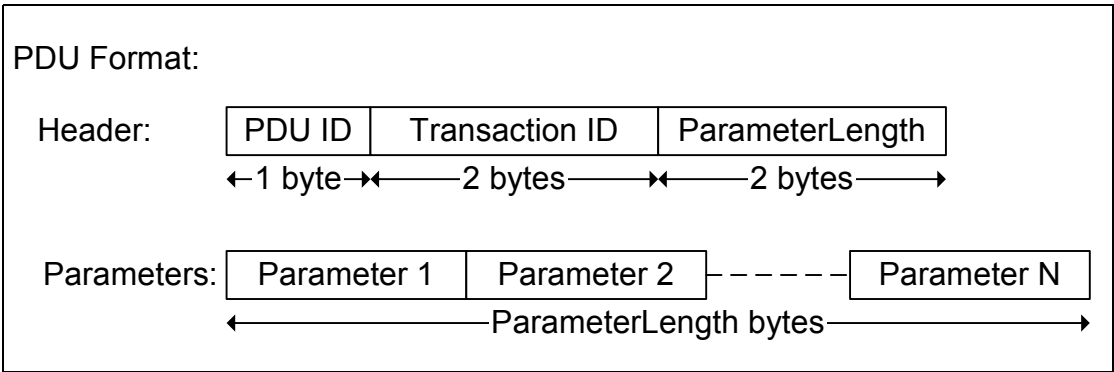 PDU Format:
Header: PDU ID Transaction ID ParameterLength
1 byte 2 bytes 2 bytes
Parameters: Parameter 1 Parameter 2 Parameter N
ParameterLength bytes